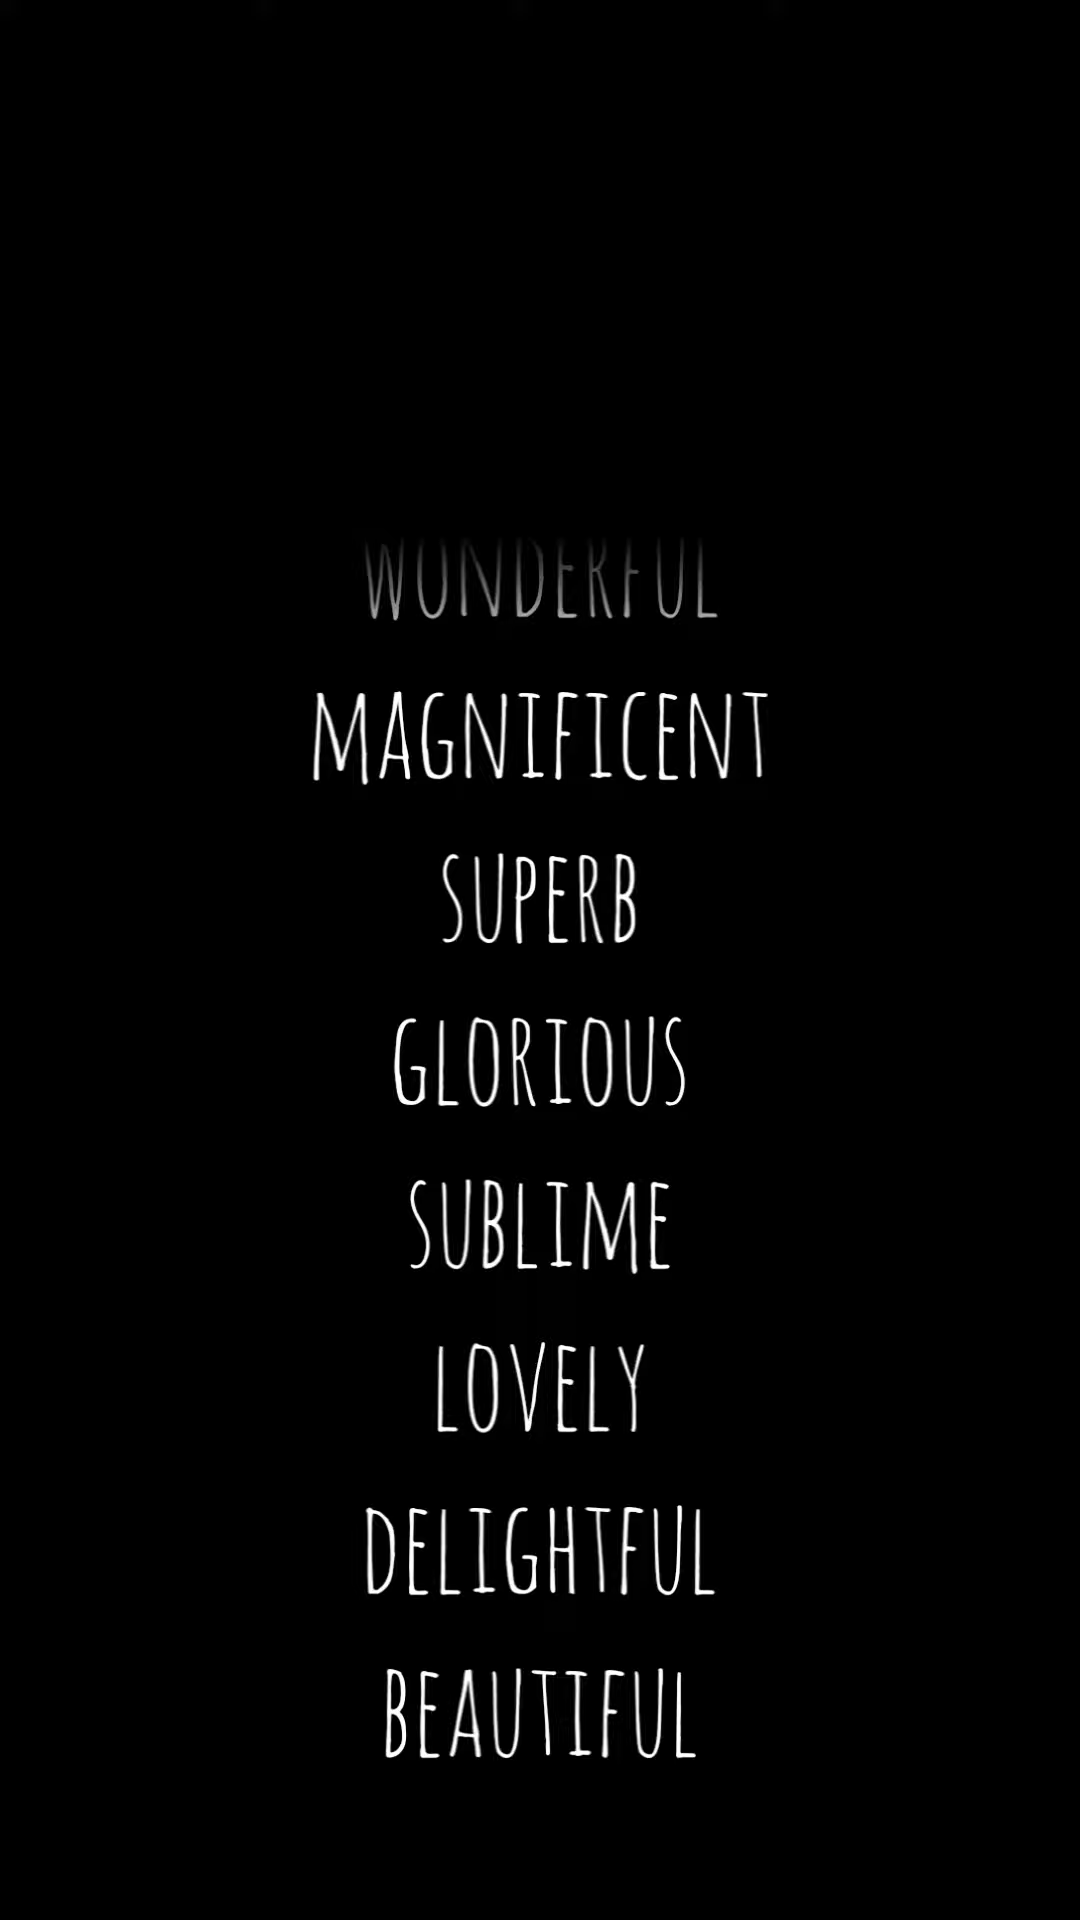 WONDERFUL
MAGNIFICENT
SUPERB
GLORIOUS
SUBLIME
LOVELY
DELIGHTFUL
BEAUTIFUL